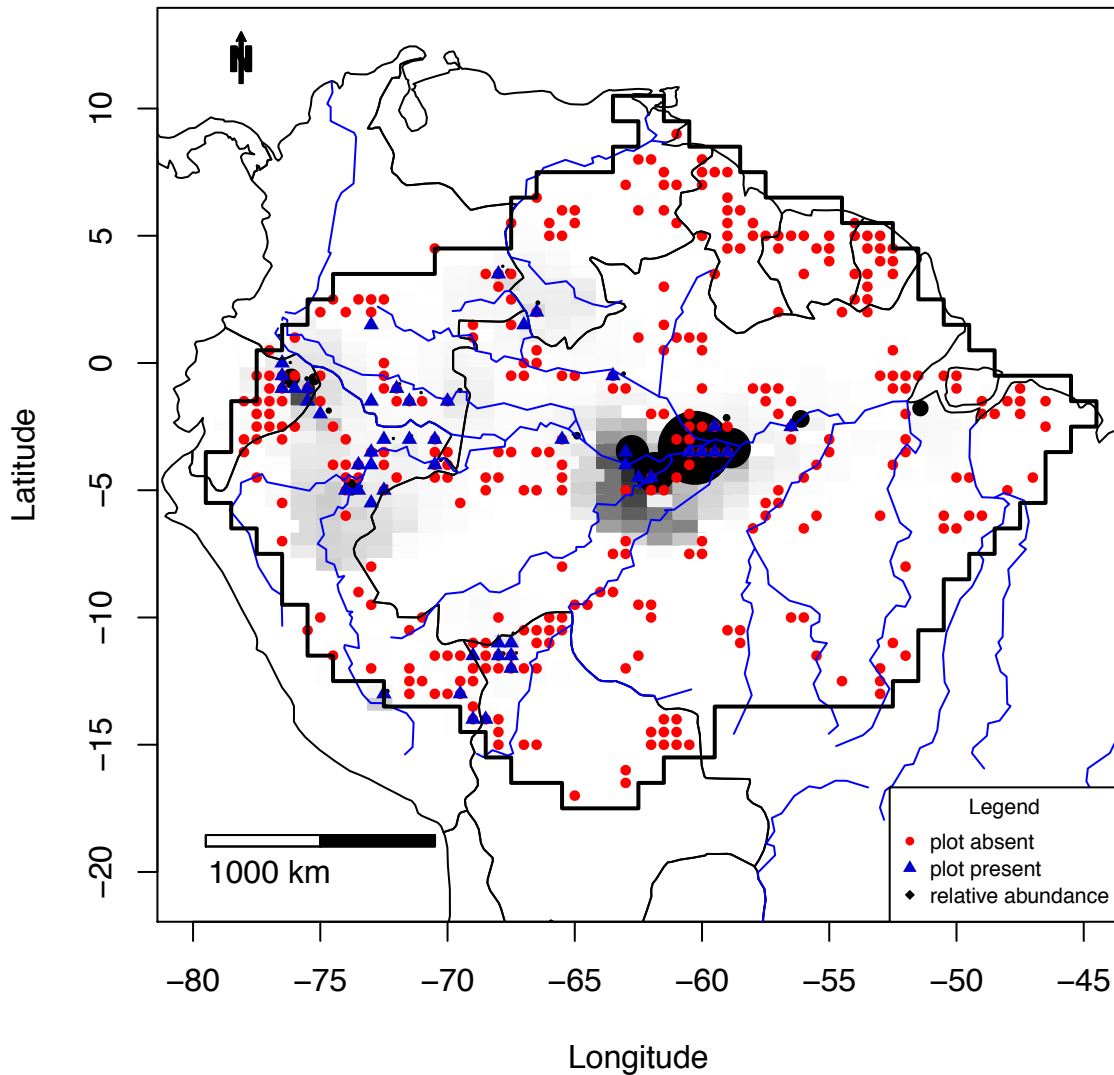 N
Latitude
10
5
0
−5
−10
−15
−20
1000 km
Legend
plot absent
plot present
relative abundance
−80 −75 −70 −65 −60 −55 −50 −45
Longitude